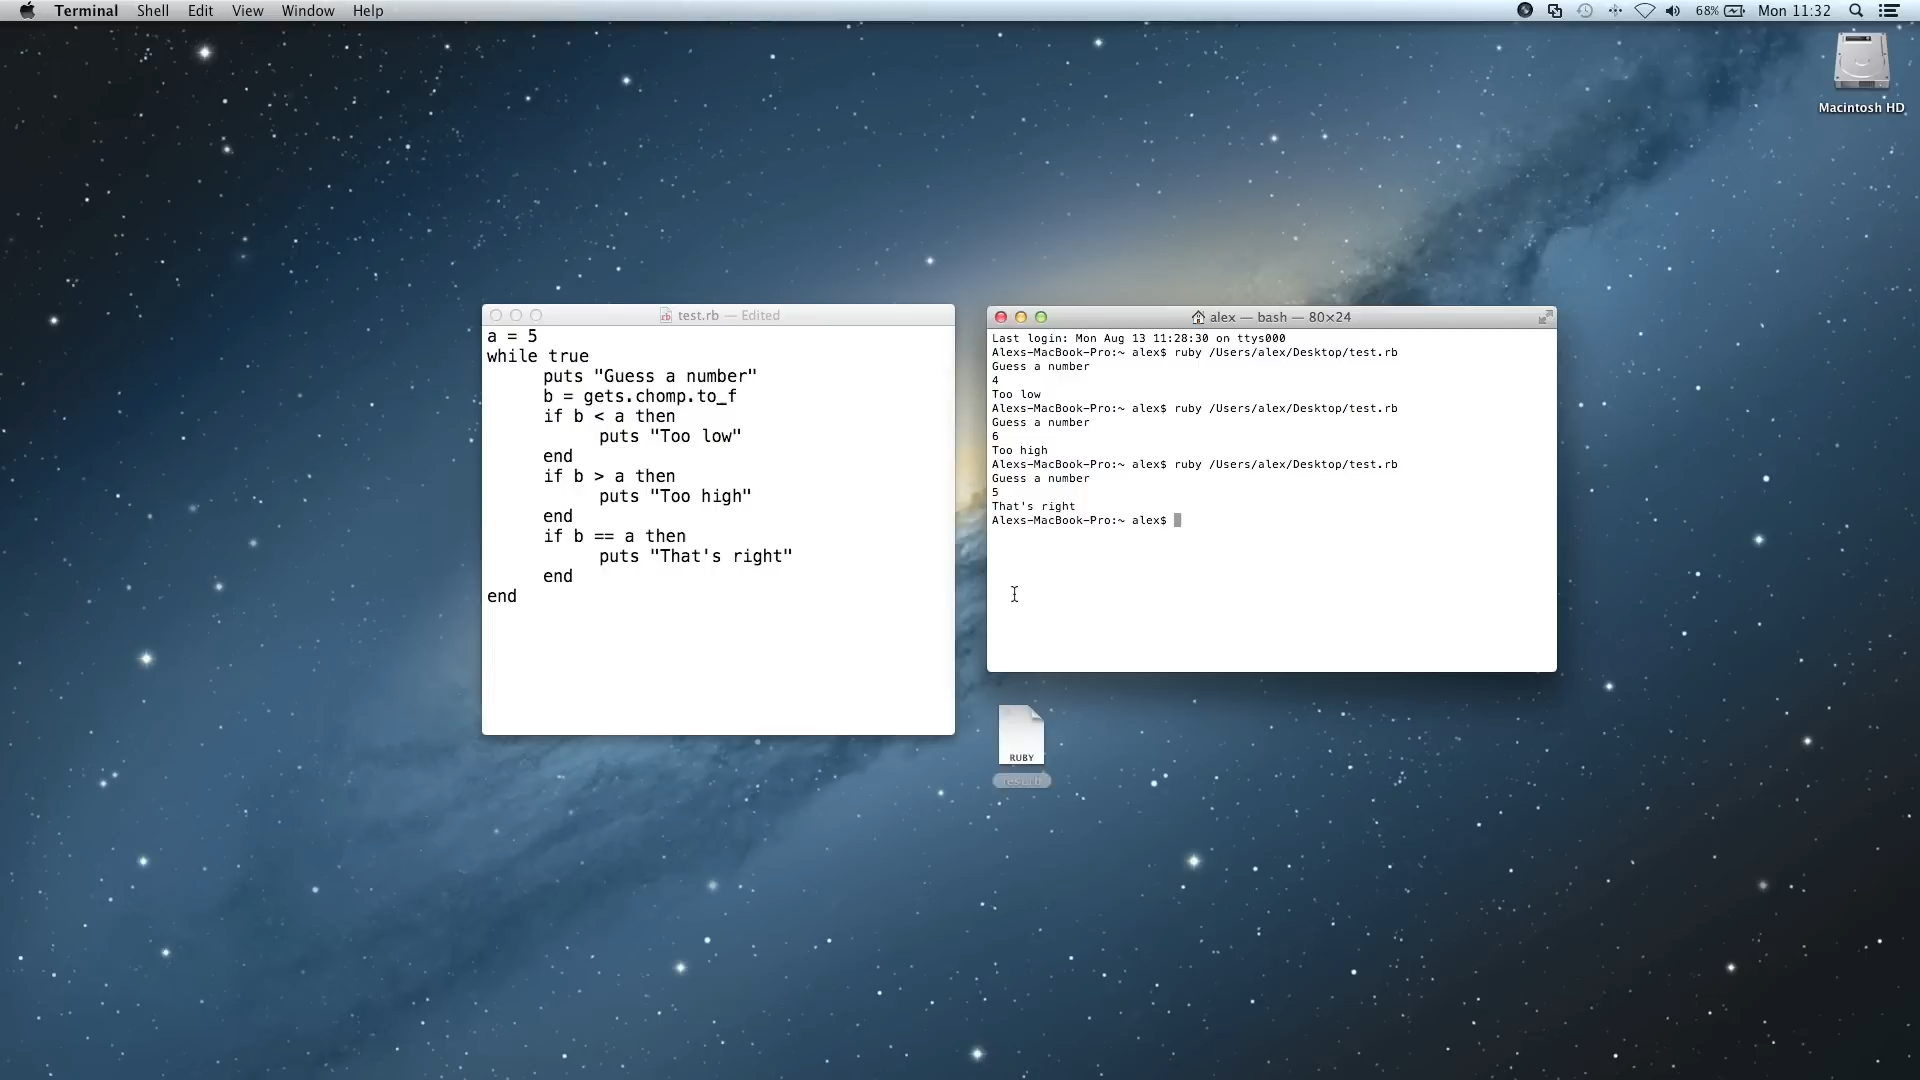 Terminal Shell Edit View Window Help
68% Mon 11:32
Macintosh HD
test.rb — Edited
a = 5
while true
puts "Guess a number"
b = gets.chomp.to_f
if b < a then
puts "Too low"
end
if b > a then
puts "Too high"
end
if b == a then
puts "That's right"
end
end
alex — bash — 80×24
Last login: Mon Aug 13 11:28:30 on ttys000
Alexs-MacBook-Pro:~ alex$ ruby /Users/alex/Desktop/test.rb
Guess a number
4
Too low
Alexs-MacBook-Pro:~ alex$ ruby /Users/alex/Desktop/test.rb
Guess a number
6
Too high
Alexs-MacBook-Pro:~ alex$ ruby /Users/alex/Desktop/test.rb
Guess a number
5
That's right
Alexs-MacBook-Pro:~ alex$
RUBY
test.rb